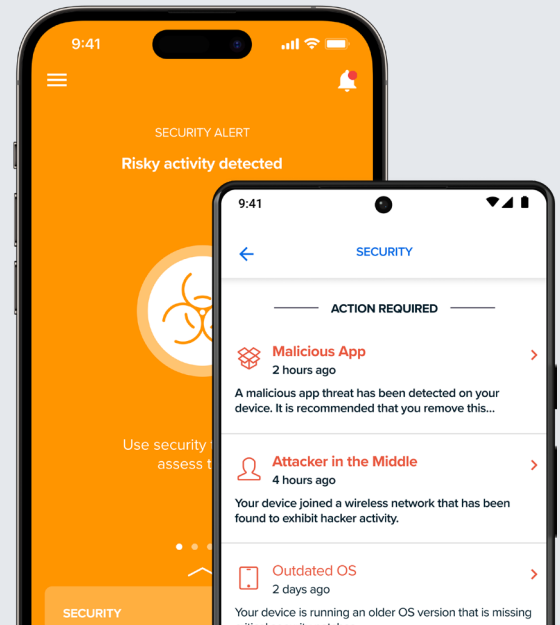 9:41
SECURITY ALERT
Risky activity detected
Use security
assess
SECURITY
9:41
SECURITY
ACTION REQUIRED
Malicious App
2 hours ago
A malicious app threat has been detected on your
device. It is recommended that you remove this...
Attacker in the Middle
4 hours ago
Your device joined a wireless network that has been
found to exhibit hacker activity.
Outdated OS
2 days ago
Your device is running an older OS version that is missing